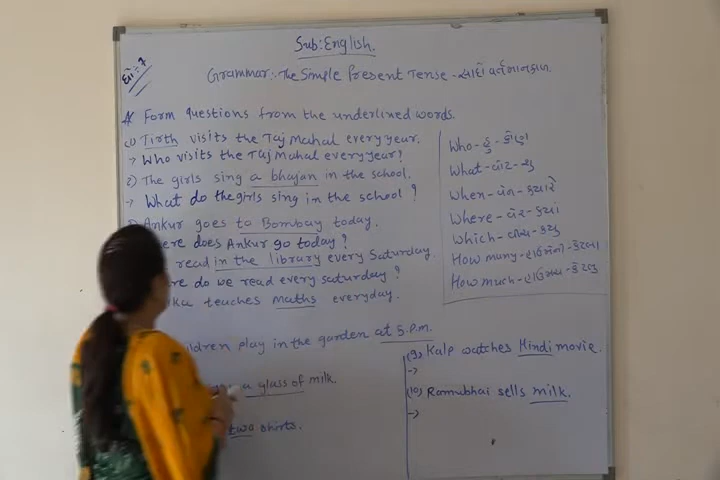 Sub: English.
Std: 7
Grammar:- The Simple Present Tense - સાદો વર્તમાનકાળ
* Form questions from the underlined words.
(1) Tirth visits the Taj Mahal every year.
→ Who visits the Taj Mahal every year?
2) The girls sing a bhajan in the school.
→ What do the girls sing in the school?
Ankur goes to Bombay today.
ere does Ankur go today?
read in the library every Saturday.
re do we read every saturday?
ka teaches maths everyday.
ldren play in the garden at 5 p.m.
a glass of milk.
two shirts.
Who - હુ - કોણ
What - વોટ - શુ
When - વેન - ક્યારે
Where - વેર - ક્યાં
Which - વીચ - કયુ
How many - હાઉ મેની - કેટલા
How much - હાઉ મચ - કેટલુ
(9) Kalp watches Hindi movie.
→
(10) Ramubhai sells milk.
→